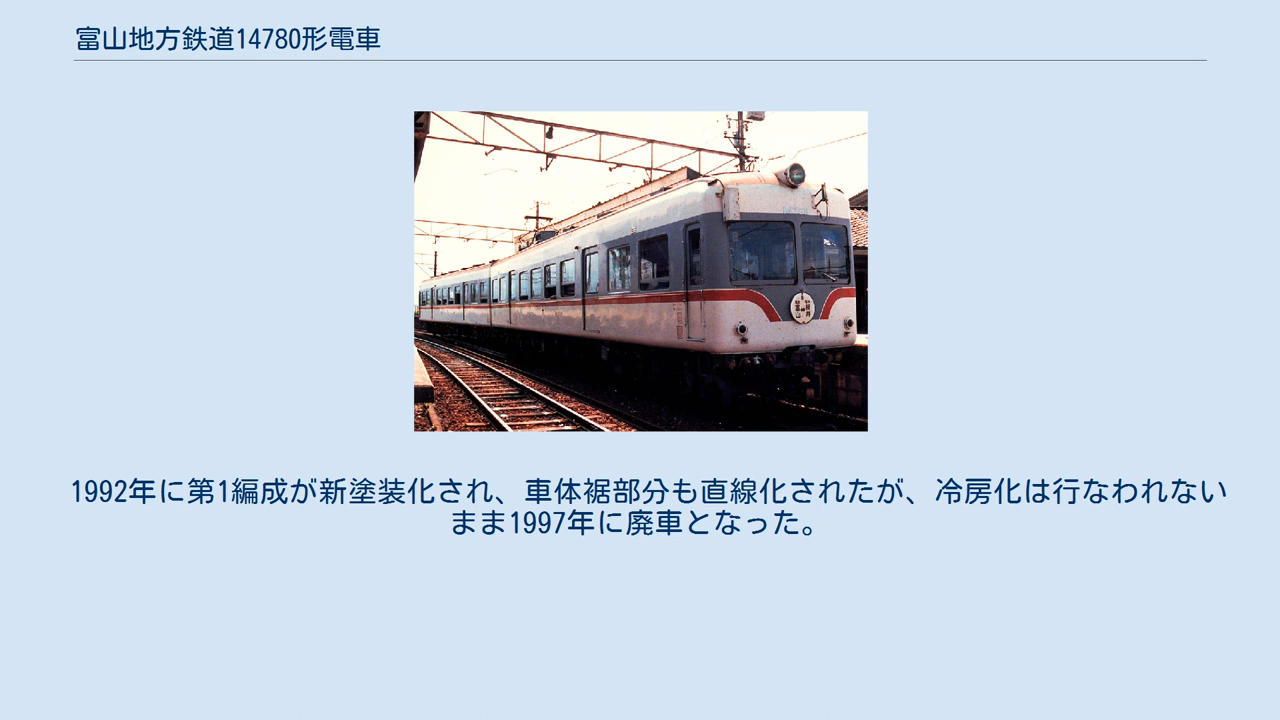 富山地方鉄道14780形電車
1992年に第1編成が新塗装化され、車体裾部分も直線化されたが、冷房化は行なわれない
まま1997年に廃車となった。